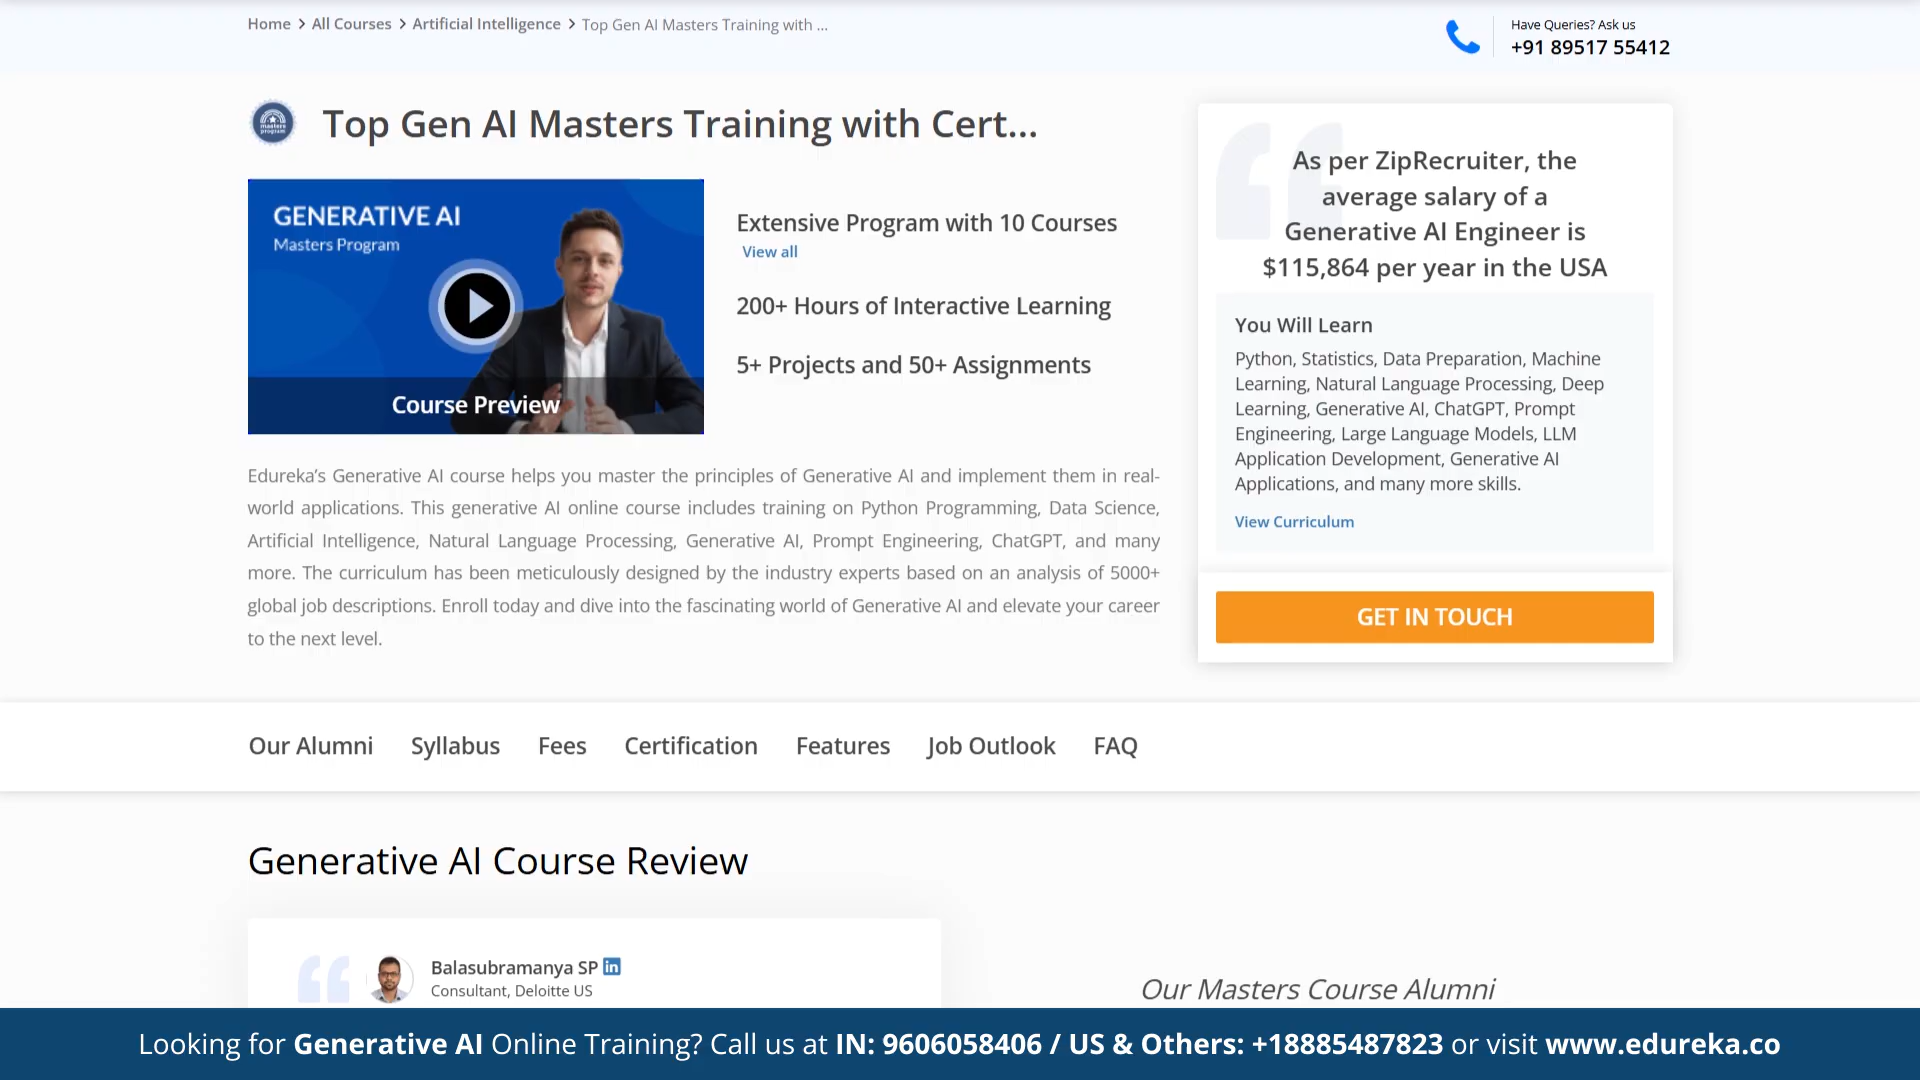 Home > All Courses > Artificial Intelligence > Top Gen AI Masters Training with ...
Have Queries? Ask us
+91 89517 55412
masters program
Top Gen AI Masters Training with Cert...
GENERATIVE AI
Masters Program
Course Preview
Extensive Program with 10 Courses
View all
200+ Hours of Interactive Learning
5+ Projects and 50+ Assignments
Edureka’s Generative AI course helps you master the principles of Generative AI and implement them in real-
world applications. This generative AI online course includes training on Python Programming, Data Science,
Artificial Intelligence, Natural Language Processing, Generative AI, Prompt Engineering, ChatGPT, and many
more. The curriculum has been meticulously designed by the industry experts based on an analysis of 5000+
global job descriptions. Enroll today and dive into the fascinating world of Generative AI and elevate your career
to the next level.
As per ZipRecruiter, the
average salary of a
Generative AI Engineer is
$115,864 per year in the USA
You Will Learn
Python, Statistics, Data Preparation, Machine
Learning, Natural Language Processing, Deep
Learning, Generative AI, ChatGPT, Prompt
Engineering, Large Language Models, LLM
Application Development, Generative AI
Applications, and many more skills.
View Curriculum
GET IN TOUCH
Our Alumni Syllabus Fees Certification Features Job Outlook FAQ
Generative AI Course Review
Balasubramanya SP in
Consultant, Deloitte US
Our Masters Course Alumni
Looking for Generative AI Online Training? Call us at IN: 9606058406 / US & Others: +18885487823 or visit www.edureka.co